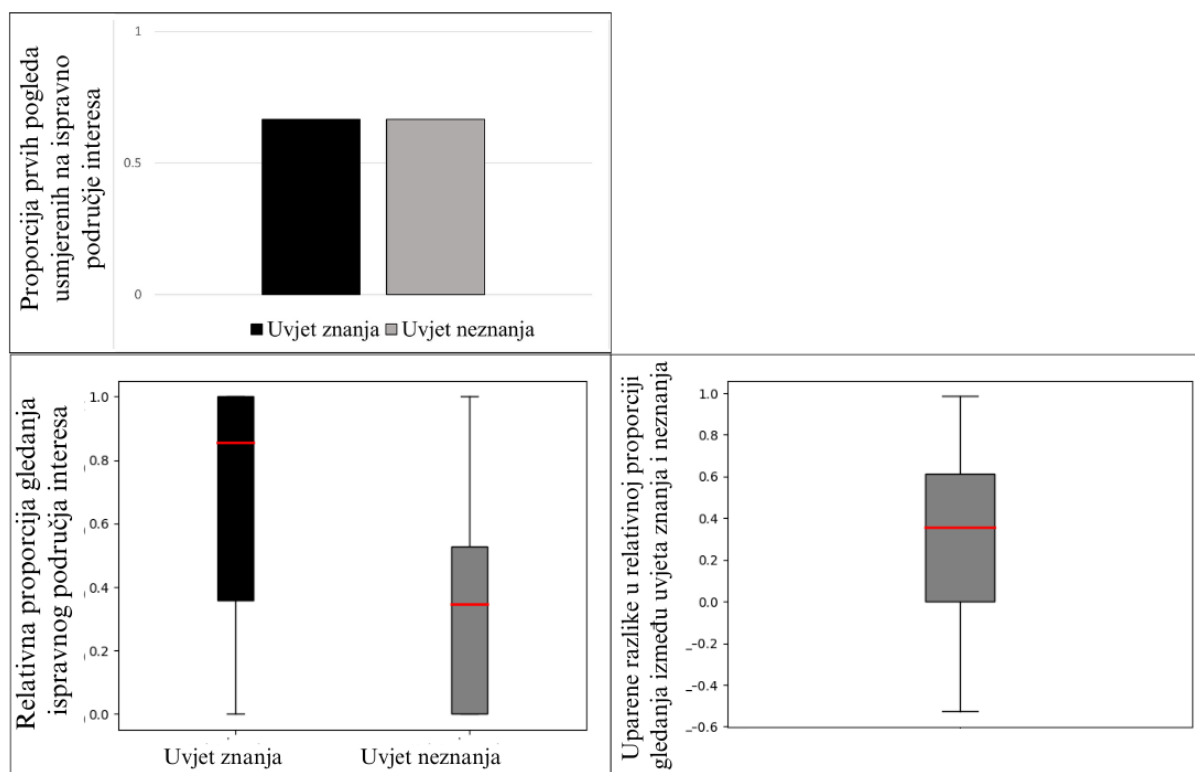 Proporcija prvih pogleda
usmjerenih na ispravno
područje interesa
1
0.5
0
Uvjet znanja
Uvjet neznanja
Relativna proporcija gledanja
ispravnog područja interesa
1.0
0.8
0.6
0.4
0.2
0.0
Uvjet znanja
Uvjet neznanja
Uparene razlike u relativnoj proporciji
gledanja između uvjeta znanja i neznanja
1.0
0.8
0.6
0.4
0.2
0.0
−0.2
−0.4
−0.6